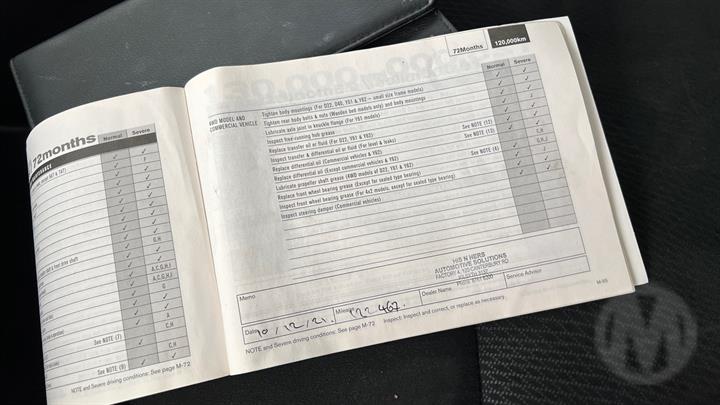 72months
Normal
Severe
G,H
A,C,G,H,I
A,C,G,H,I
G
A
C,H
See NOTE (7)
C,H
See NOTE (9)
NOTE and Severe driving conditions: See page M-72
72Months
120,000km
Normal
Severe
4WD MODEL AND
COMMERCIAL VEHICLE
Tighten body mountings (For D22, D40, Y61 & Y62 – small size frame models)
Tighten rear body bolts & nuts (Wooden bed models only) and body mountings
Lubricate axle joint in knuckle flange (For Y61 models)
Inspect free-running hub grease
Replace transfer oil or fluid (For D22, Y61 & Y62)
Inspect transfer & differential oil or fluid (For level & leaks)
See NOTE (12)
Replace differential oil (Commercial vehicles & Y62)
See NOTE (13)
C,H
Replace differential oil (Except commercial vehicles & Y62)
Lubricate propeller shaft grease (4WD models of D22, Y61 & Y62)
See NOTE (4)
Replace front wheel bearing grease (Except for sealed type bearing)
Inspect front wheel bearing grease (For 4x2 models, except for sealed type bearing)
C,H
Inspect steering damper (Commercial vehicles)
HIS N HERS
AUTOMOTIVE SOLUTIONS
Memo
Date 10/12/21
Mileage 122 467
Dealer Name
Service Advisor
NOTE and Severe driving conditions: See page M-72
Inspect: Inspect and correct, or replace as necessary.
M